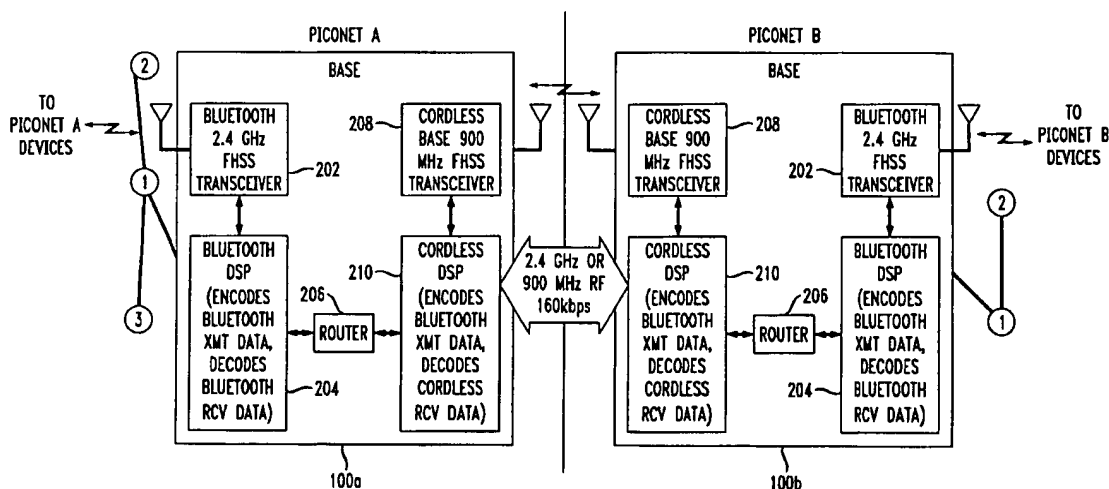 PICONET A
PICONET B
BASE
BASE
2
TO
PICONET A
DEVICES
1
3
BLUETOOTH
2.4 GHz
FHSS
TRANSCEIVER
202
208
CORDLESS
BASE 900
MHz FHSS
TRANSCEIVER
BLUETOOTH
DSP
(ENCODES
BLUETOOTH
XMT DATA,
DECODES
BLUETOOTH
RCV DATA)
204
206
ROUTER
210
CORDLESS
DSP
(ENCODES
BLUETOOTH
XMT DATA,
DECODES
CORDLESS
RCV DATA)
2.4 GHz OR
900 MHz RF
160kbps
CORDLESS
BASE 900
MHz FHSS
TRANSCEIVER
208
202
BLUETOOTH
2.4 GHz
FHSS
TRANSCEIVER
TO
PICONET B
DEVICES
CORDLESS
DSP
(ENCODES
BLUETOOTH
XMT DATA,
DECODES
CORDLESS
RCV DATA)
210
206
ROUTER
204
BLUETOOTH
DSP
(ENCODES
BLUETOOTH
XMT DATA,
DECODES
BLUETOOTH
RCV DATA)
2
1
100a
100b